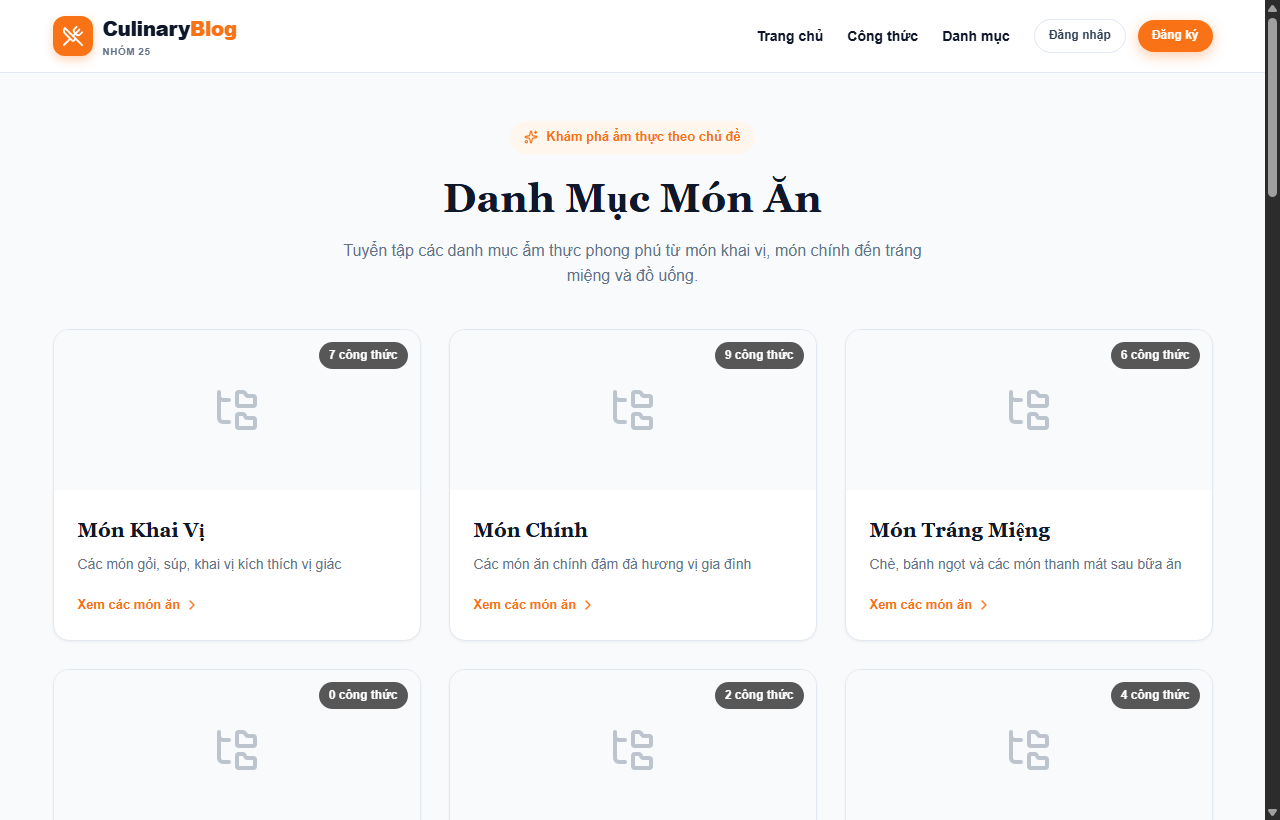 CulinaryBlog
NHÓM 25
Trang chủ
Công thức
Danh mục
Đăng nhập
Đăng ký
Khám phá ẩm thực theo chủ đề
Danh Mục Món Ăn
Tuyển tập các danh mục ẩm thực phong phú từ món khai vị, món chính đến tráng
miệng và đồ uống.
7 công thức
9 công thức
6 công thức
Món Khai Vị
Các món gỏi, súp, khai vị kích thích vị giác
Xem các món ăn
Món Chính
Các món ăn chính đậm đà hương vị gia đình
Xem các món ăn
Món Tráng Miệng
Chè, bánh ngọt và các món thanh mát sau bữa ăn
Xem các món ăn
0 công thức
2 công thức
4 công thức